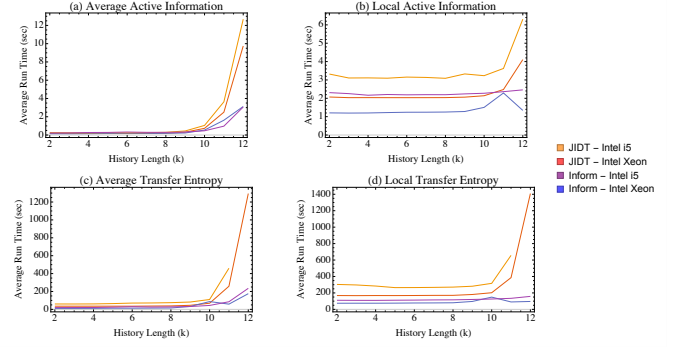 (a) Average Active Information
Average Run Time (sec)
12
10
8
6
4
2
0
2 4 6 8 10 12
History Length (k)
(b) Local Active Information
Average Run Time (sec)
6
5
4
3
2
1
0
2 4 6 8 10 12
History Length (k)
JIDT – Intel i5
JIDT – Intel Xeon
Inform – Intel i5
Inform – Intel Xeon
(c) Average Transfer Entropy
Average Run Time (sec)
1200
1000
800
600
400
200
0
2 4 6 8 10 12
History Length (k)
(d) Local Transfer Entropy
Average Run Time (sec)
1400
1200
1000
800
600
400
200
0
2 4 6 8 10 12
History Length (k)